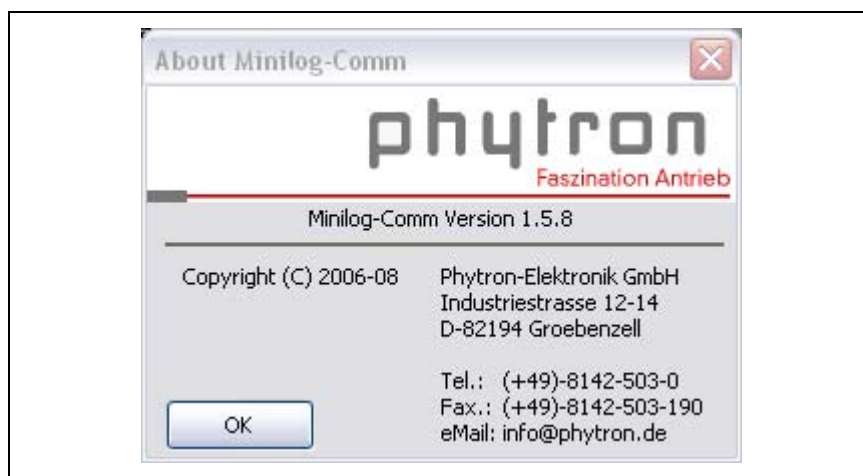 About Minilog-Comm
phytron
Faszination Antrieb
Minilog-Comm Version 1.5.8
Copyright (C) 2006-08
Phytron-Elektronik GmbH
Industriestrasse 12-14
D-82194 Groebenzell
Tel.: (+49)-8142-503-0
Fax.: (+49)-8142-503-190
eMail: info@phytron.de
OK